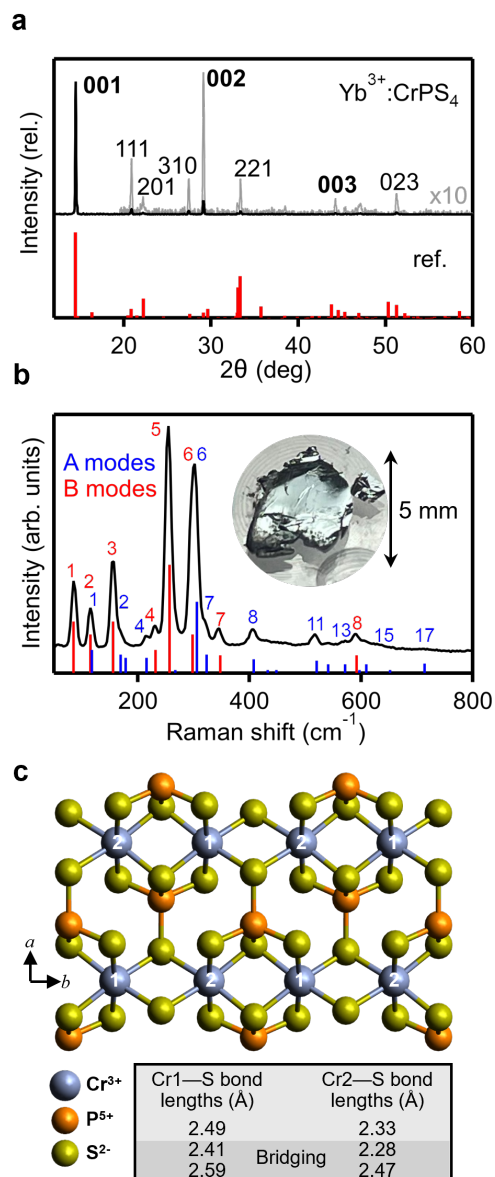 a
Intensity (rel.)
001
002
Yb³⁺:CrPS₄
111
201
310
221
003
023
x10
ref.
20
30
40
50
60
2θ (deg)
b
Intensity (arb. units)
A modes
B modes
5
6 6
5 mm
3
1
2
1
2
4
4
7
7
8
11
13
8
15
17
200
400
600
800
Raman shift (cm⁻¹)
c
2 1 2 1
a
b
1 2 1 2
Cr³⁺
P⁵⁺
S²⁻
Cr1—S bond lengths (Å)
Cr2—S bond lengths (Å)
2.49 2.33
2.41 Bridging 2.28
2.59 2.47